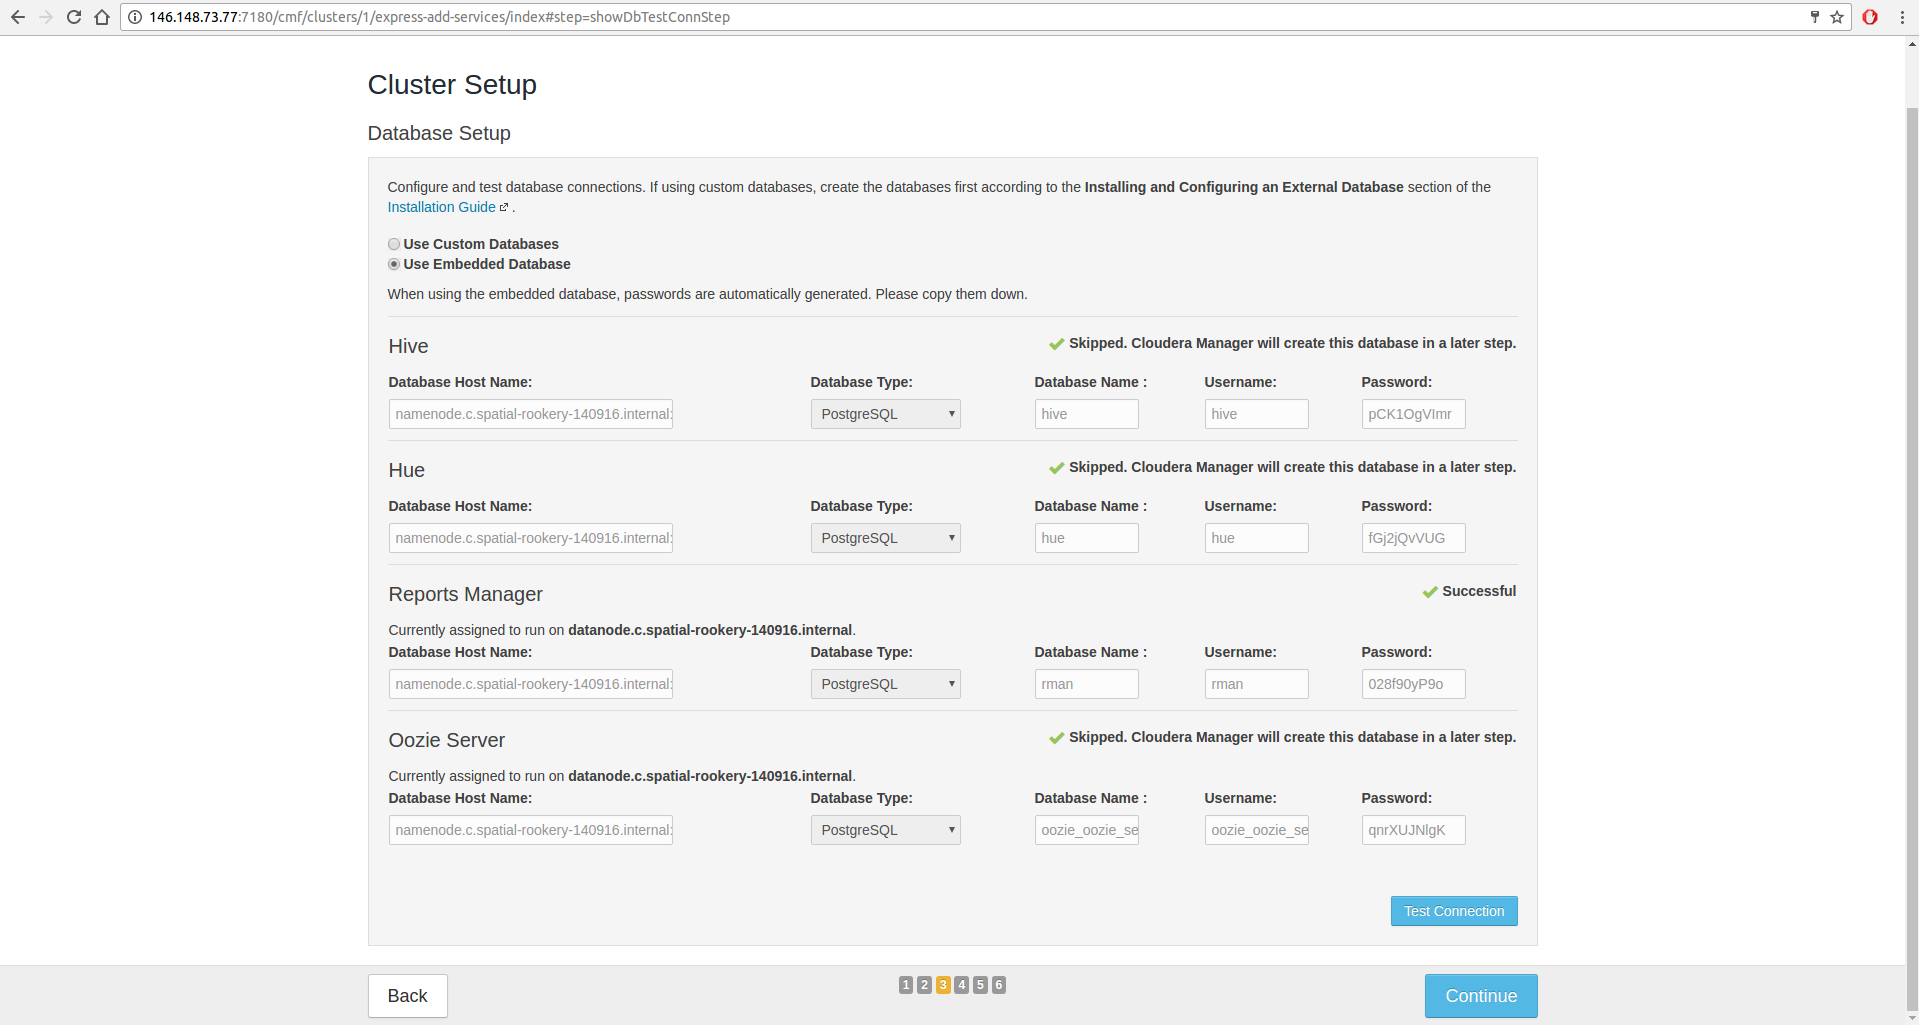 146.148.73.77:7180/cmf/clusters/1/express-add-services/index#step=showDbTestConnStep
Cluster Setup
Database Setup
Configure and test database connections. If using custom databases, create the databases first according to the Installing and Configuring an External Database section of the
Installation Guide .
Use Custom Databases
Use Embedded Database
When using the embedded database, passwords are automatically generated. Please copy them down.
Hive
Skipped. Cloudera Manager will create this database in a later step.
Database Host Name: Database Type: Database Name : Username: Password:
namenode.c.spatial-rookery-140916.internal: PostgreSQL hive hive pCK1OgVImr
Hue
Skipped. Cloudera Manager will create this database in a later step.
Database Host Name: Database Type: Database Name : Username: Password:
namenode.c.spatial-rookery-140916.internal: PostgreSQL hue hue fGj2jQvVUG
Reports Manager
Successful
Currently assigned to run on datanode.c.spatial-rookery-140916.internal.
Database Host Name: Database Type: Database Name : Username: Password:
namenode.c.spatial-rookery-140916.internal: PostgreSQL rman rman 028f90yP9o
Oozie Server
Skipped. Cloudera Manager will create this database in a later step.
Currently assigned to run on datanode.c.spatial-rookery-140916.internal.
Database Host Name: Database Type: Database Name : Username: Password:
namenode.c.spatial-rookery-140916.internal: PostgreSQL oozie_oozie_se oozie_oozie_se qnrXUJNlgK
Test Connection
Back 1 2 3 4 5 6 Continue